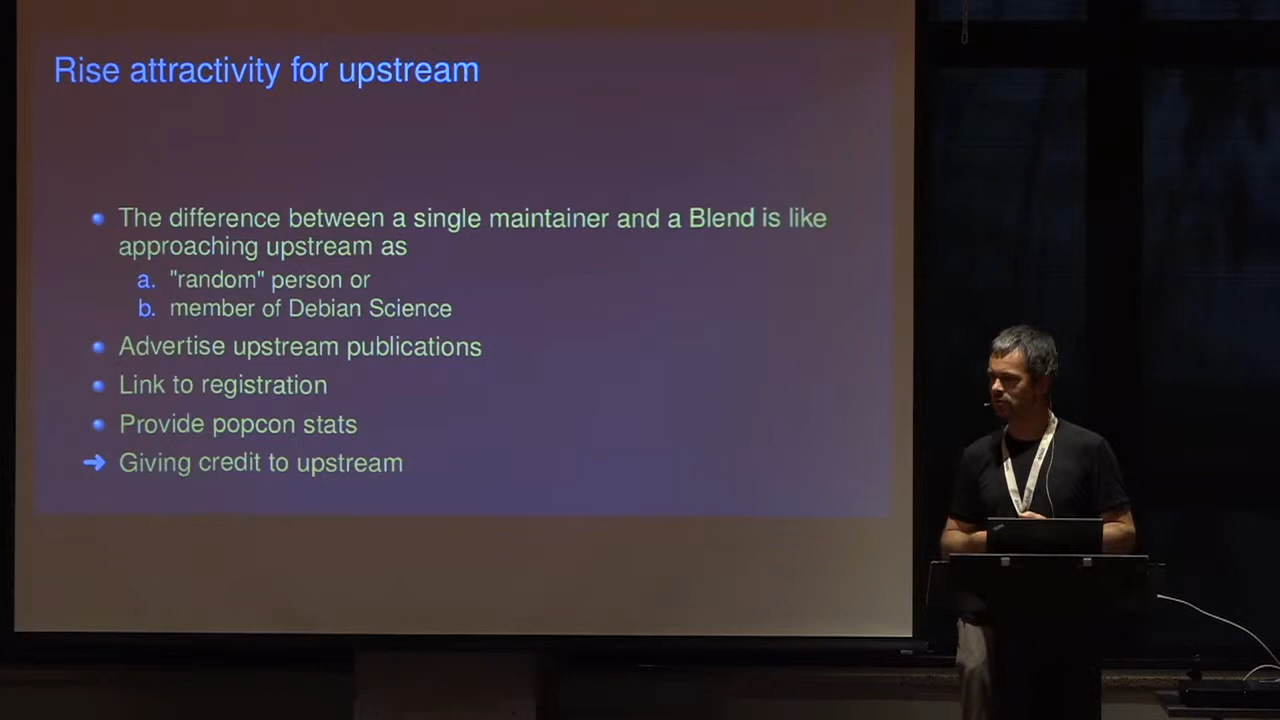 Rise attractivity for upstream
The difference between a single maintainer and a Blend is like
approaching upstream as
a. "random" person or
b. member of Debian Science
Advertise upstream publications
Link to registration
Provide popcon stats
➜ Giving credit to upstream